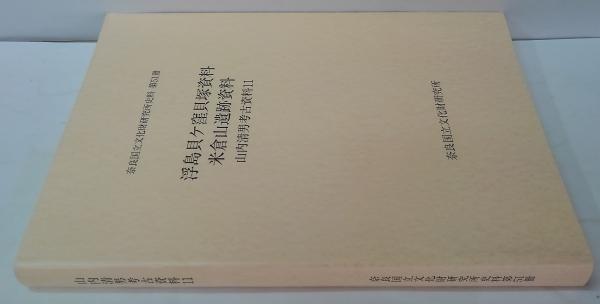 奈良国立文化財研究所史料 第51冊
浮島貝ケ窪貝塚資料
米倉山遺跡資料
山内清男考古資料11
奈良国立文化財研究所
山内清男考古資料11
奈良国立文化財研究所史料第51冊